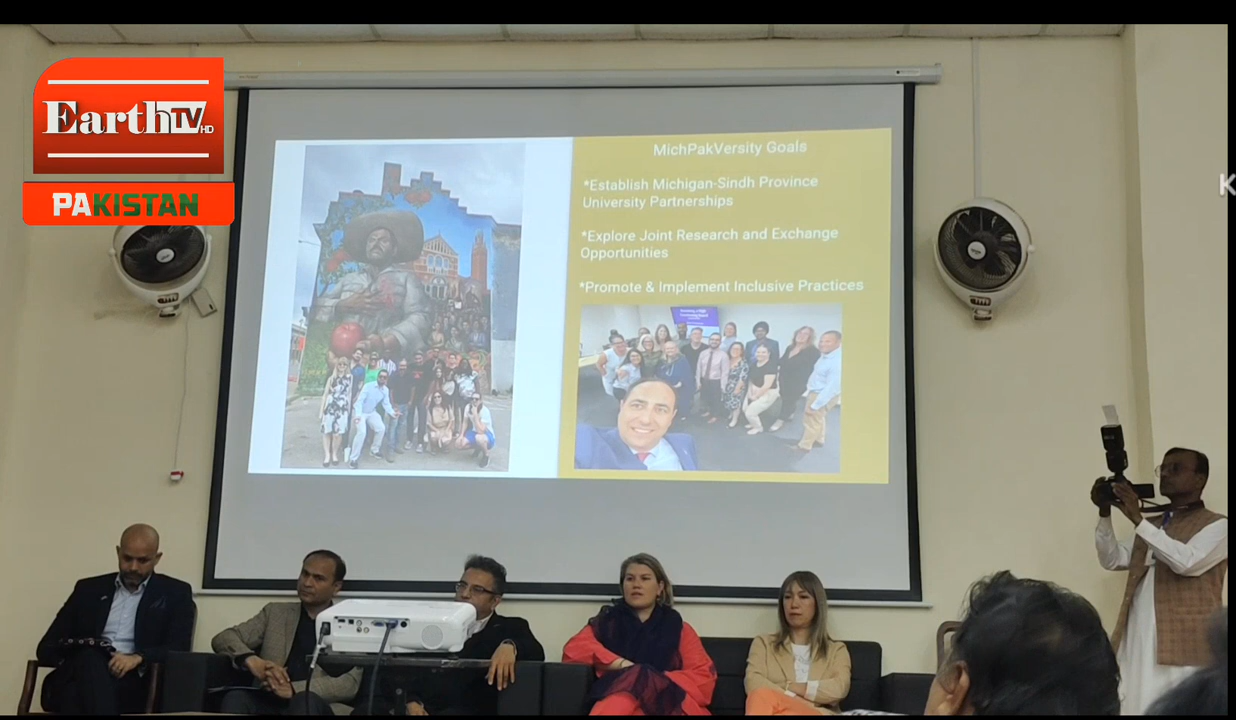 EarthTV HD
PAKISTAN
MichPakVersity Goals
*Establish Michigan-Sindh Province
University Partnerships
*Explore Joint Research and Exchange
Opportunities
*Promote & Implement Inclusive Practices
K